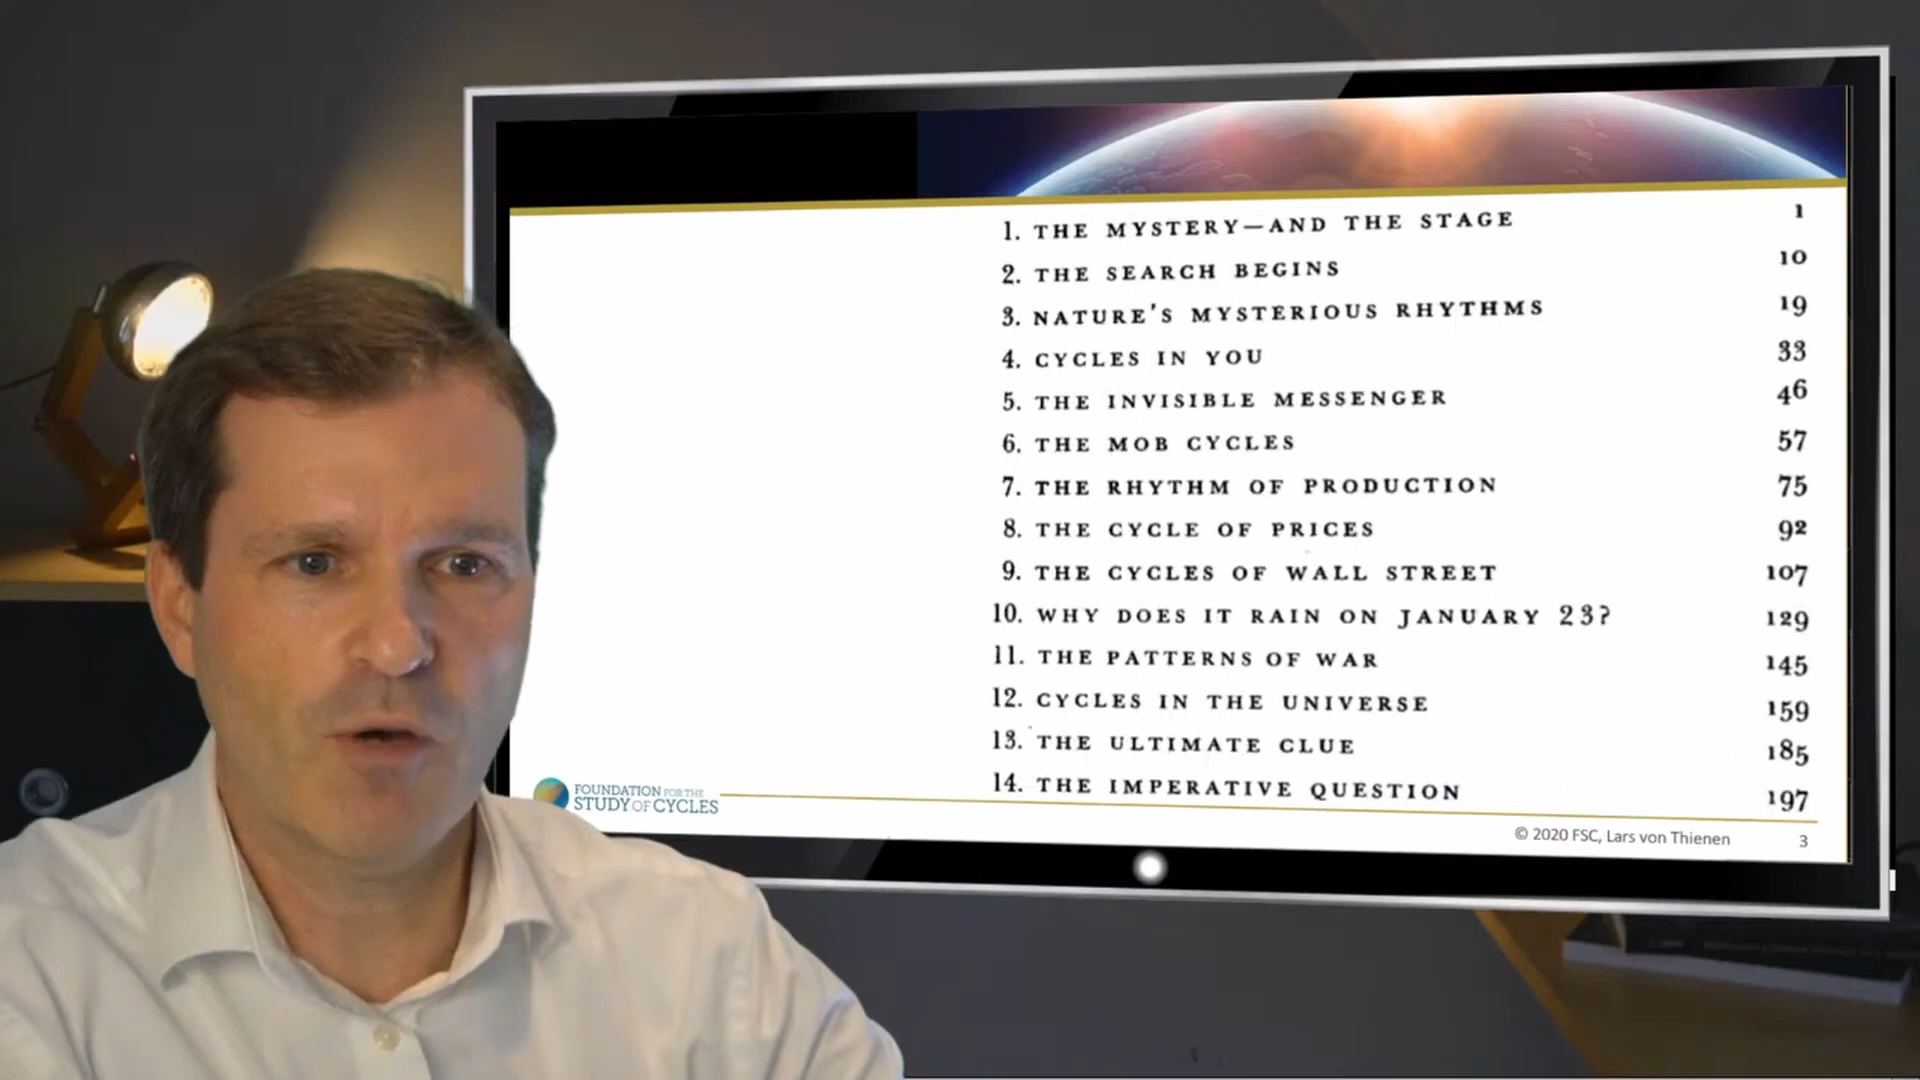 1. THE MYSTERY—AND THE STAGE 1
2. THE SEARCH BEGINS 10
3. NATURE'S MYSTERIOUS RHYTHMS 19
4. CYCLES IN YOU 33
5. THE INVISIBLE MESSENGER 46
6. THE MOB CYCLES 57
7. THE RHYTHM OF PRODUCTION 75
8. THE CYCLE OF PRICES 92
9. THE CYCLES OF WALL STREET 107
10. WHY DOES IT RAIN ON JANUARY 23? 129
11. THE PATTERNS OF WAR 145
12. CYCLES IN THE UNIVERSE 159
13. THE ULTIMATE CLUE 185
14. THE IMPERATIVE QUESTION 197
FOUNDATION FOR THE
STUDY OF CYCLES
© 2020 FSC, Lars von Thienen 3